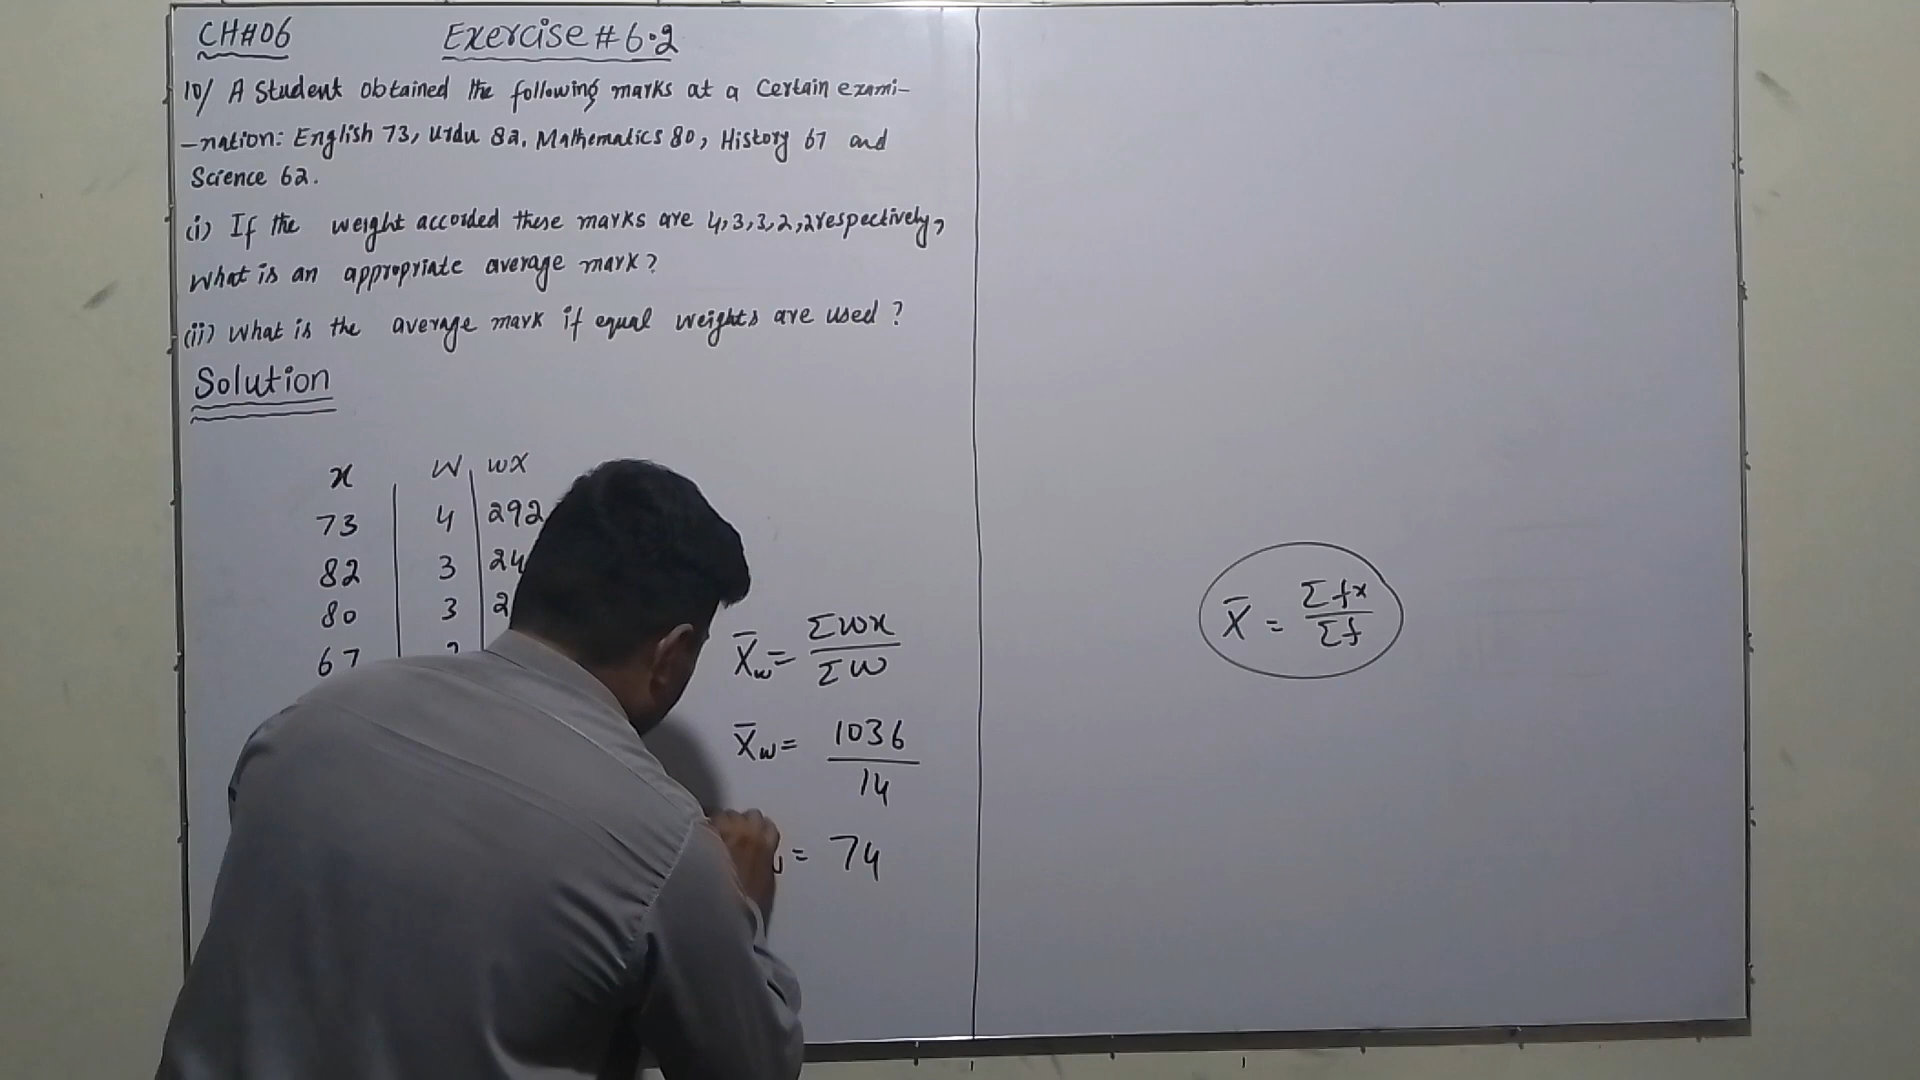 CH#06 Exercise # 6.2
10/ A Student obtained the following marks at a Certain exami-
-nation: English 73, Urdu 82, Mathematics 80, History 67 and
Science 62.
(i) If the weight accorded these marks are 4,3,3,2,2 respectively,
What is an appropriate average mark?
(ii) What is the average mark if equal weights are used?
Solution
x W wx
73 4 292
82 3 24
80 3 2
67
X̄w = Σwx / Σw
X̄w = 1036 / 14
= 74
X̄ = Σfx / Σf